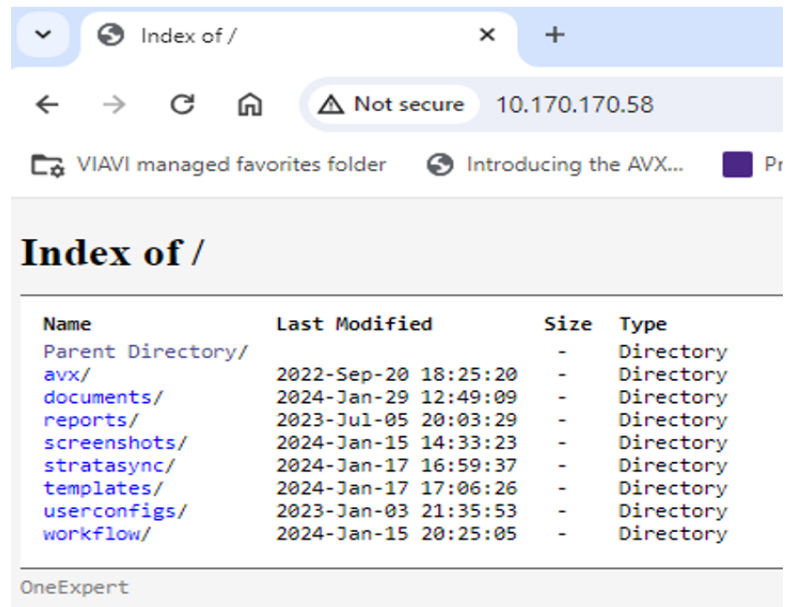 Index of /
Not secure 10.170.170.58
VIAVI managed favorites folder Introducing the AVX...
Index of /
Name Last Modified Size Type
Parent Directory/ - Directory
avx/ 2022-Sep-20 18:25:20 - Directory
documents/ 2024-Jan-29 12:49:09 - Directory
reports/ 2023-Jul-05 20:03:29 - Directory
screenshots/ 2024-Jan-15 14:33:23 - Directory
stratasync/ 2024-Jan-17 16:59:37 - Directory
templates/ 2024-Jan-17 17:06:26 - Directory
userconfigs/ 2023-Jan-03 21:35:53 - Directory
workflow/ 2024-Jan-15 20:25:05 - Directory
OneExpert